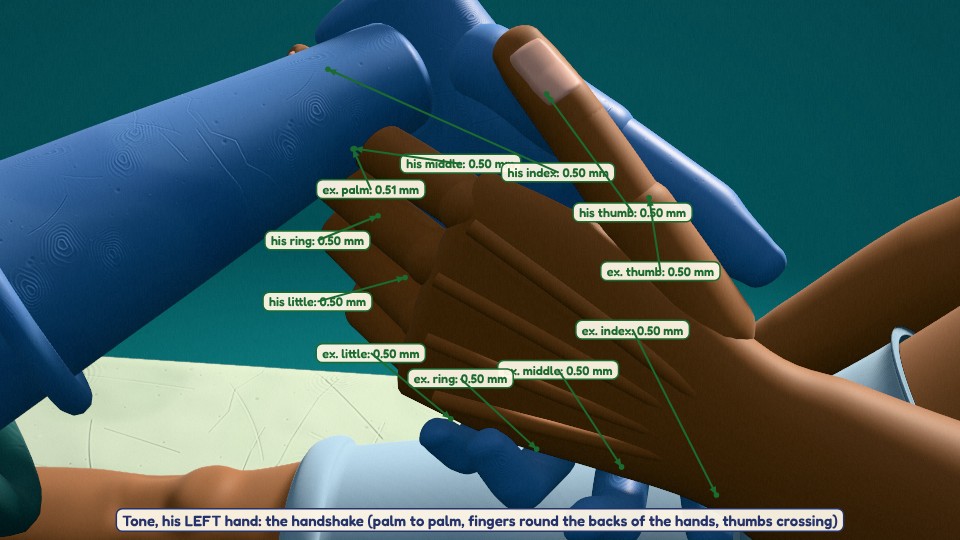 his middle: 0.50 mm
his index: 0.50 mm
ex. palm: 0.51 mm
his thumb: 0.50 mm
his ring: 0.50 mm
ex. thumb: 0.50 mm
his little: 0.50 mm
ex. index: 0.50 mm
ex. little: 0.50 mm
x. middle: 0.50 mm
ex. ring: 0.50 mm
Tone, his LEFT hand: the handshake (palm to palm, fingers round the backs of the hands, thumbs crossing)